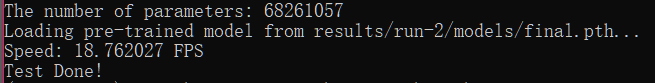 The number of parameters: 68261057
Loading pre-trained model from results/run-2/models/final.pth...
Speed: 18.762027 FPS
Test Done!